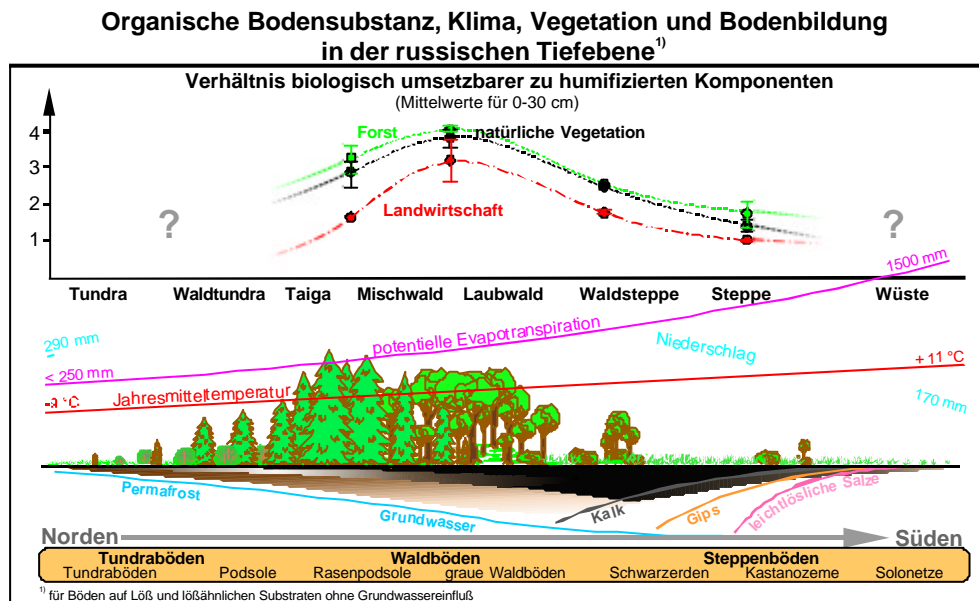 Organische Bodensubstanz, Klima, Vegetation und Bodenbildung
in der russischen Tiefebene1)
Verhältnis biologisch umsetzbarer zu humifizierten Komponenten
(Mittelwerte für 0-30 cm)
4
Forst
natürliche Vegetation
3
2
Landwirtschaft
?
?
1
1500 mm
Tundra Waldtundra Taiga Mischwald Laubwald Waldsteppe Steppe Wüste
290 mm
potentielle Evapotranspiration
Niederschlag
+ 11 °C
< 250 mm
Jahresmitteltemperatur
°C
170 mm
Permafrost
Grundwasser
Kalk
Gips
leichtlösliche Salze
Norden
Süden
Tundraböden Waldböden Steppenböden
Tundraböden Podsole Rasenpodsole graue Waldböden Schwarzerden Kastanozeme Solonetze
1) für Böden auf Löß und lößähnlichen Substraten ohne Grundwassereinfluß